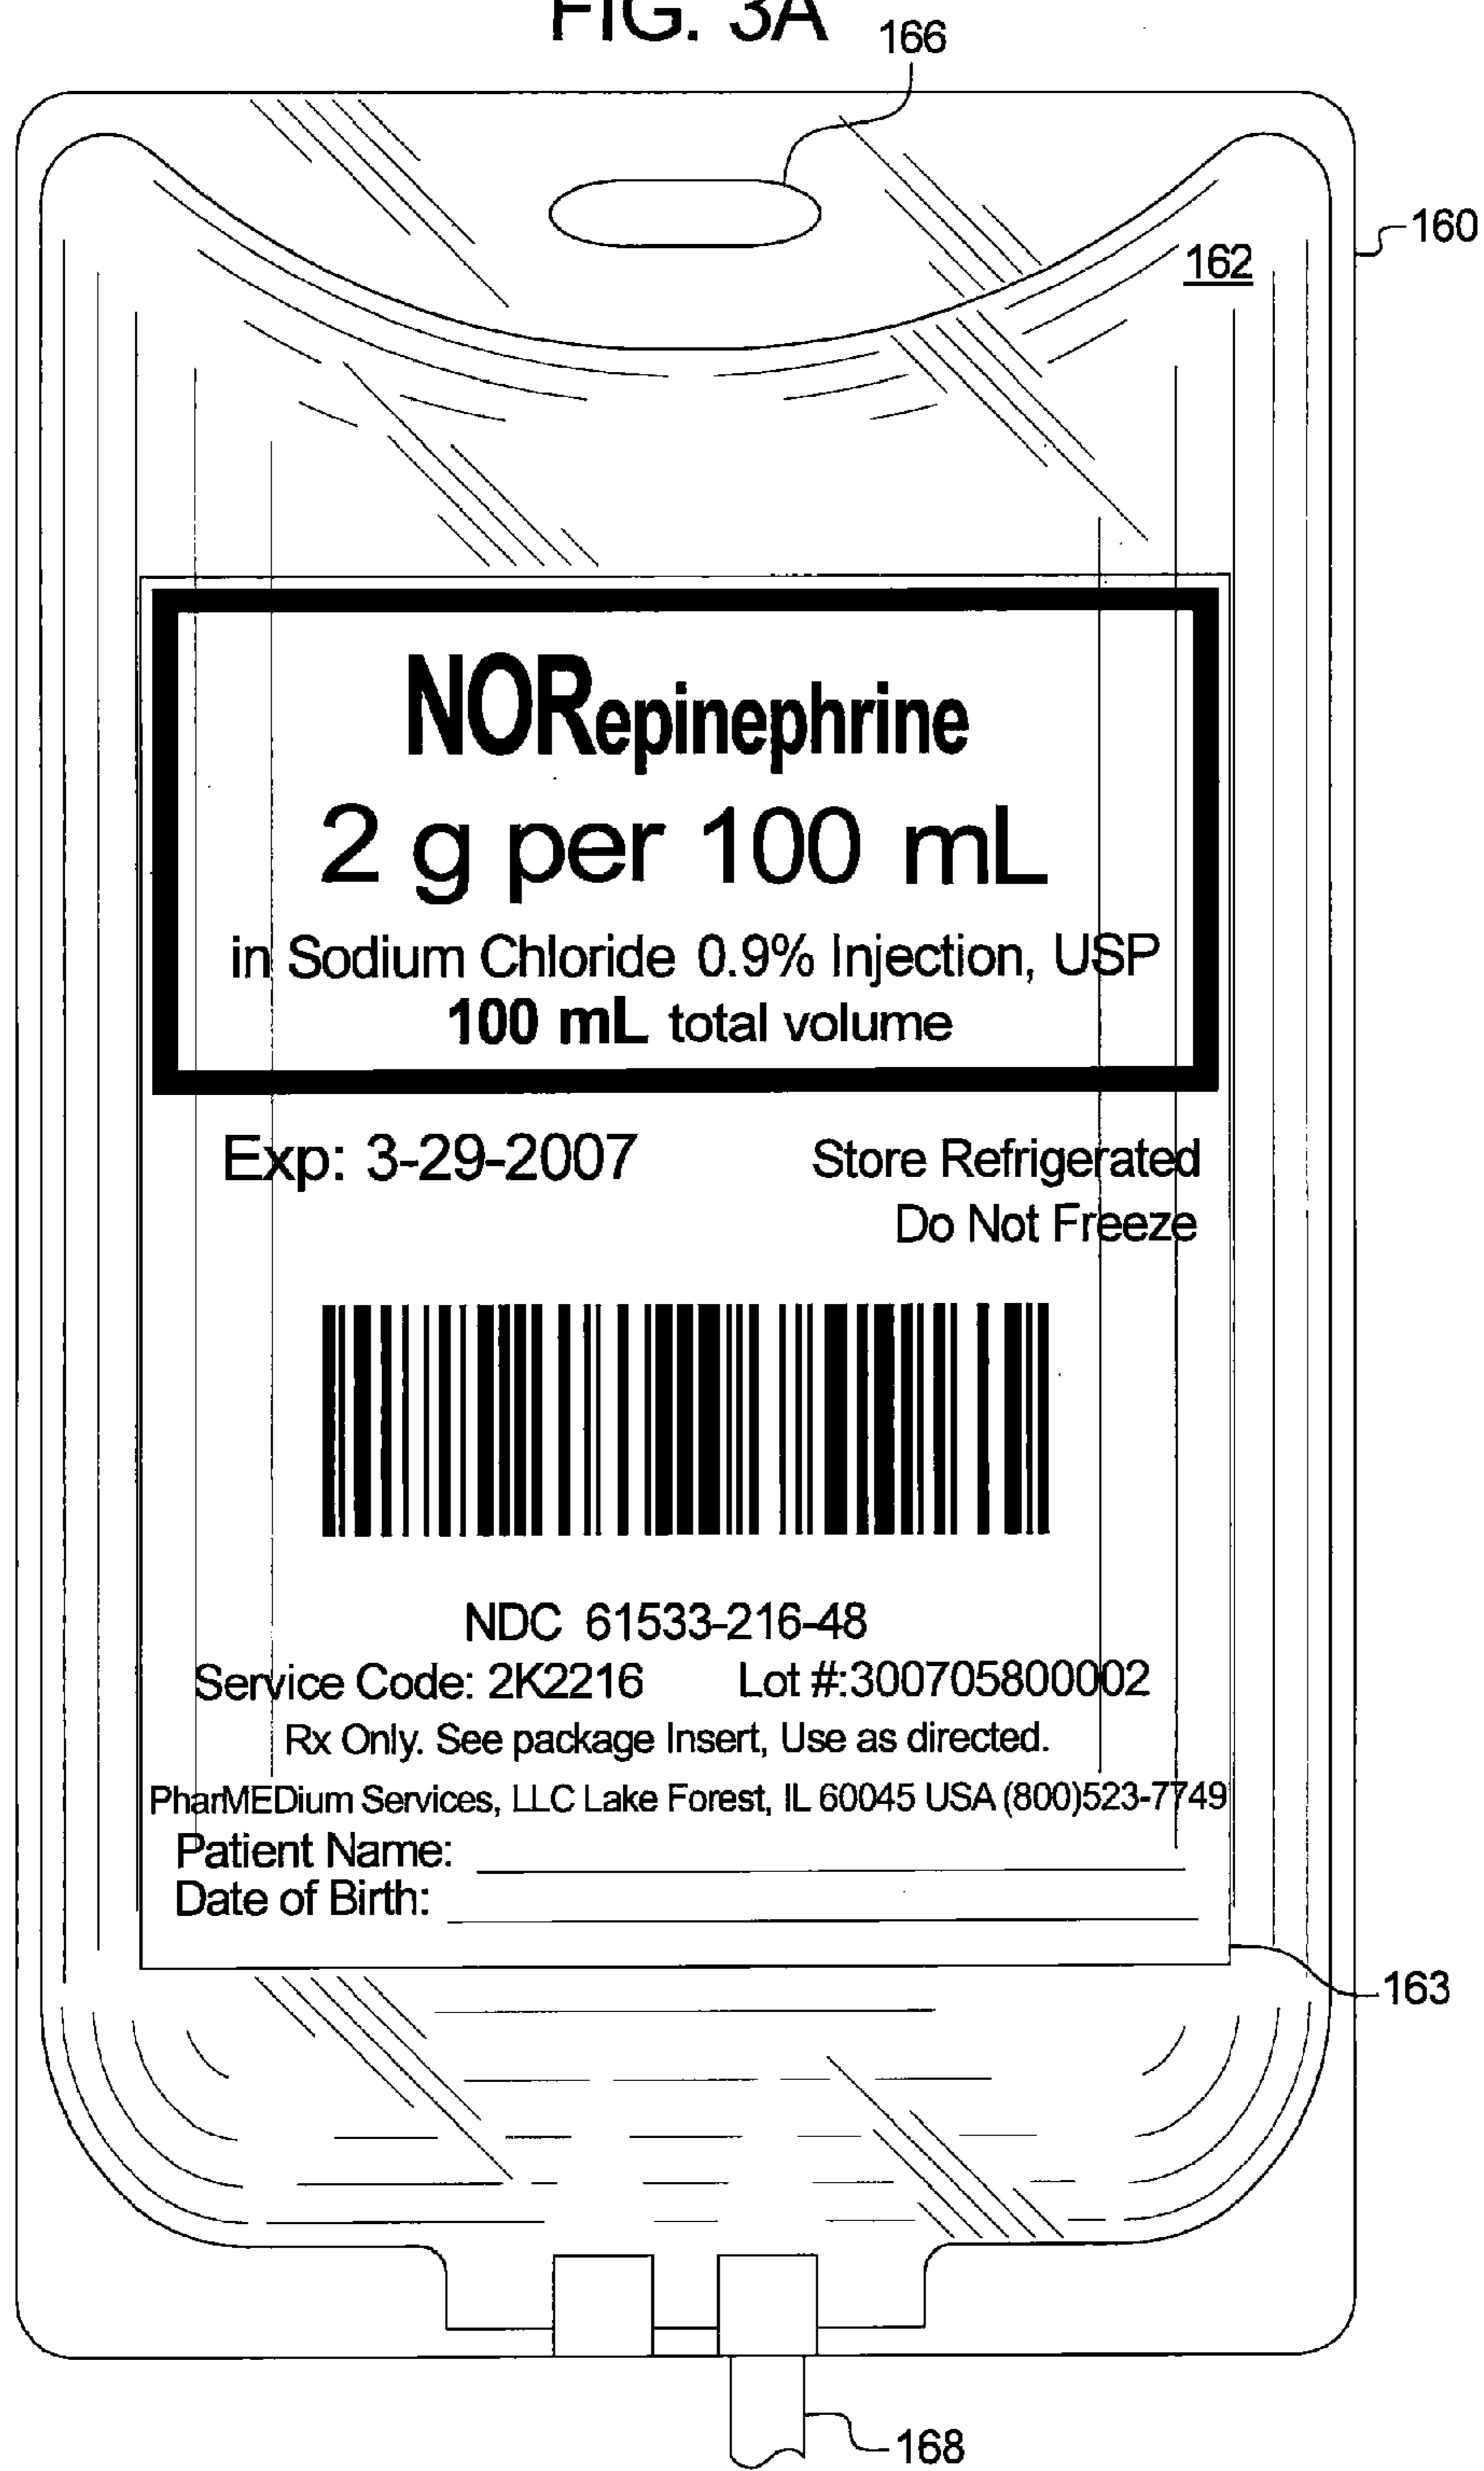 FIG. 3A
166
160
162
NORepinephrine
2 g per 100 mL
in Sodium Chloride 0.9% Injection, USP
100 mL total volume
Exp: 3-29-2007
Store Refrigerated
Do Not Freeze
NDC 61533-216-48
Service Code: 2K2216 Lot #:300705800002
Rx Only. See package Insert, Use as directed.
PharMEDium Services, LLC Lake Forest, IL 60045 USA (800)523-7749
Patient Name:
Date of Birth:
163
168